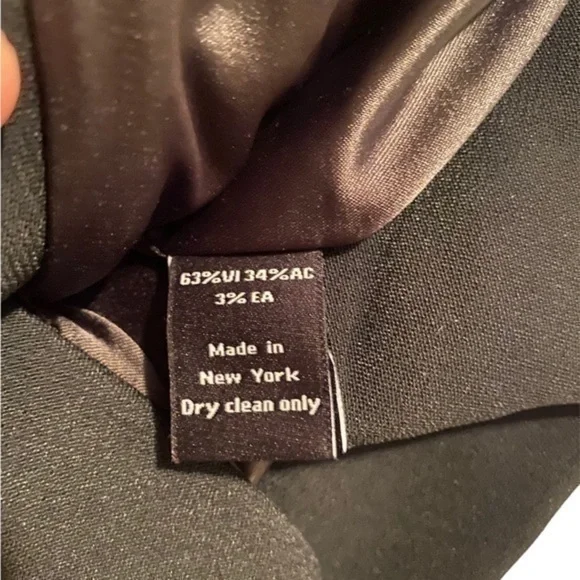 63%VI 34%AC
3% EA
Made in
New York
Dry clean only